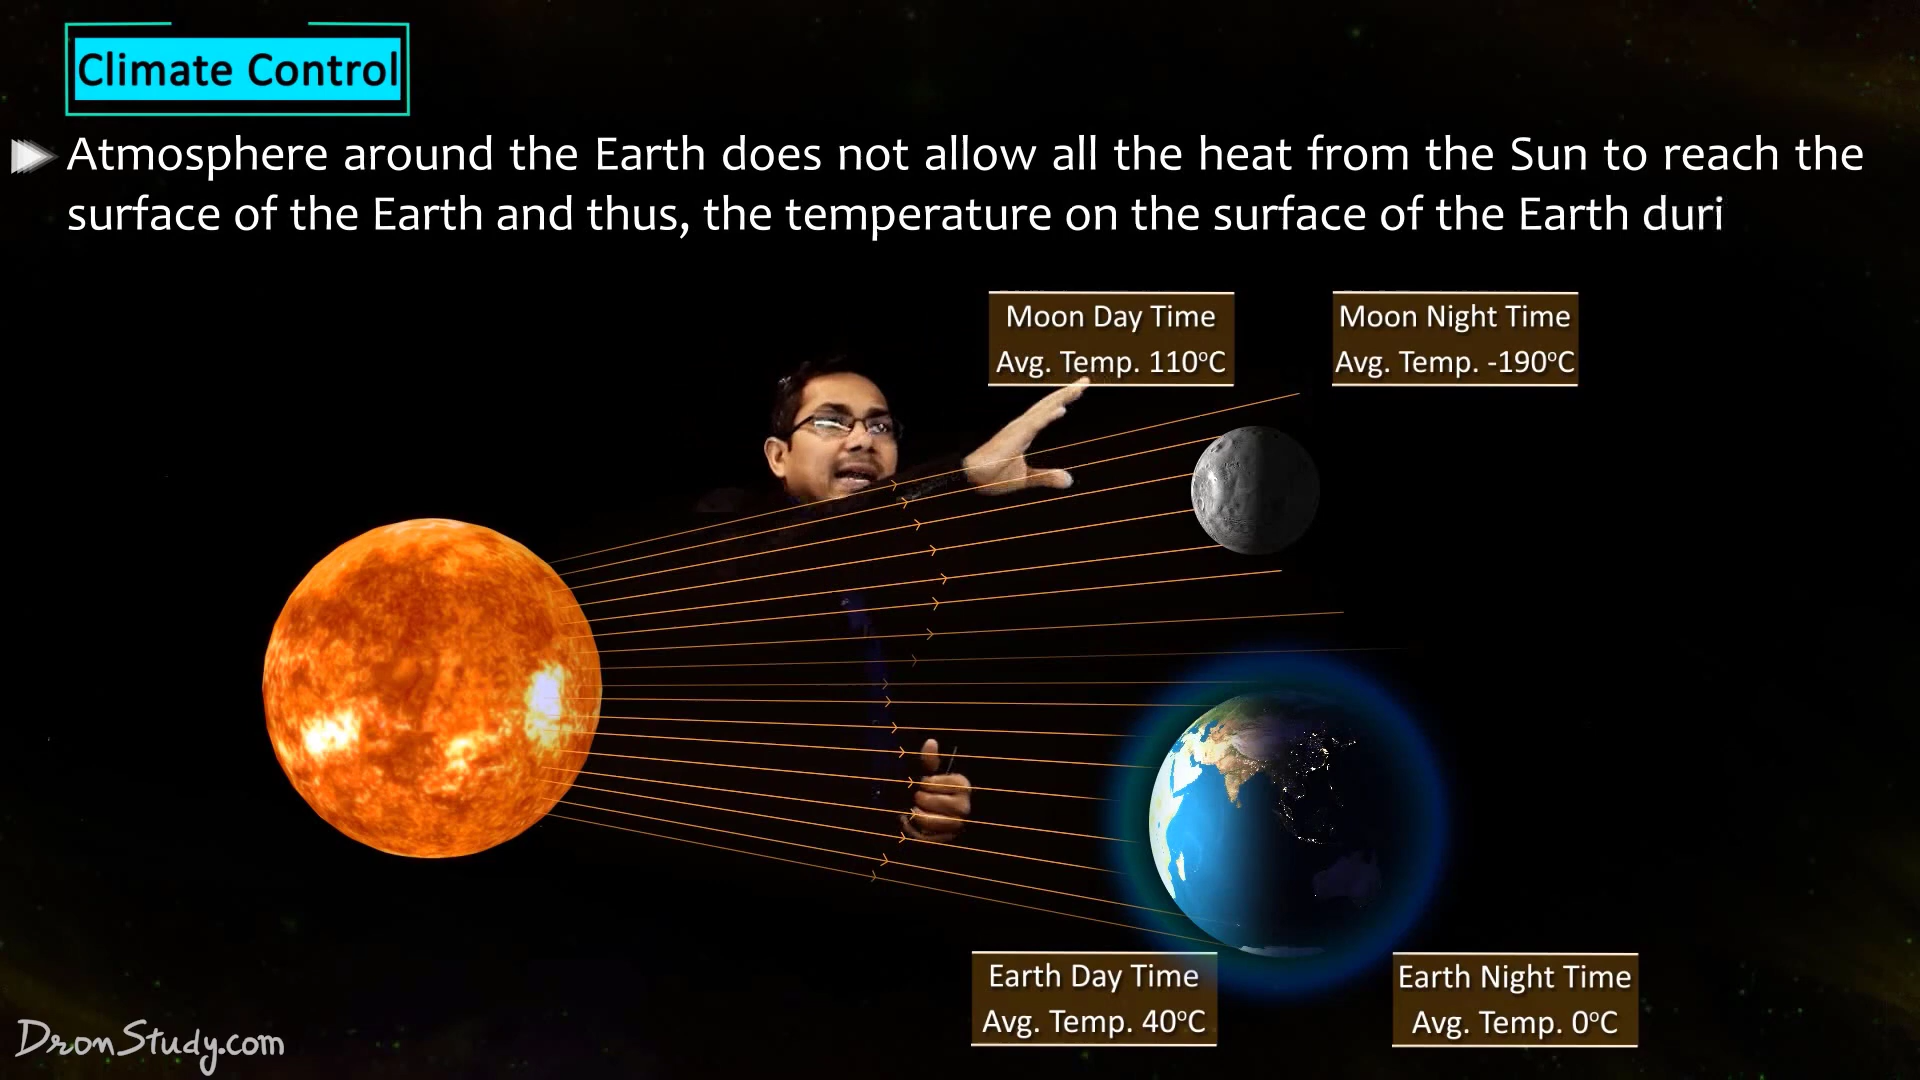 Climate Control
Atmosphere around the Earth does not allow all the heat from the Sun to reach the
surface of the Earth and thus, the temperature on the surface of the Earth duri
Moon Day Time
Avg. Temp. 110°C
Moon Night Time
Avg. Temp. -190°C
Earth Day Time
Avg. Temp. 40°C
Earth Night Time
Avg. Temp. 0°C
DronStudy.com